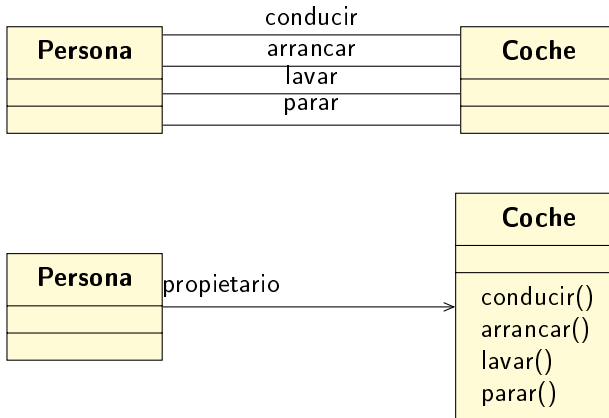 conducir
Persona
arrancar
Coche
lavar
parar
Coche
Persona
propietario
conducir()
arrancar()
lavar()
parar()